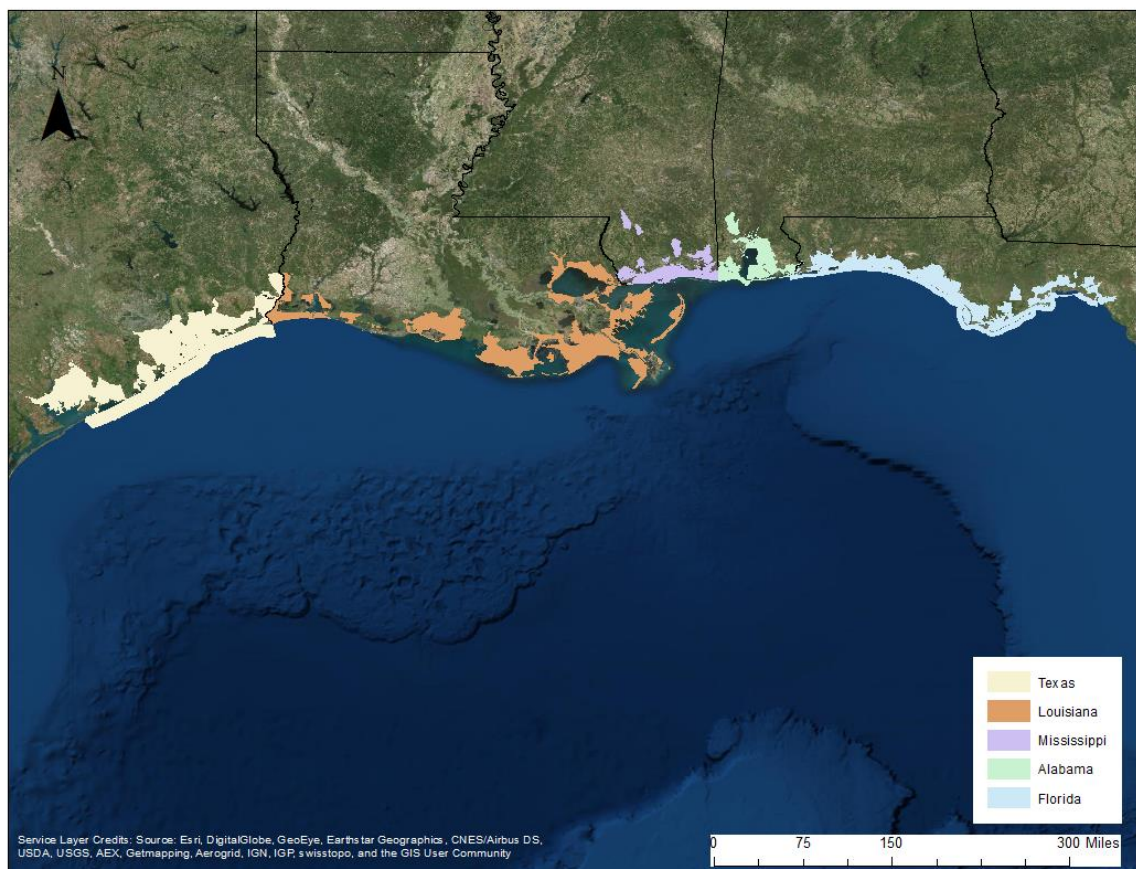 N
Texas
Louisiana
Mississippi
Alabama
Florida
Service Layer Credits: Source: Esri, DigitalGlobe, GeoEye, Earthstar Geographics, CNES/Airbus DS,
USDA, USGS, AEX, Getmapping, Aerogrid, IGN, IGP, swisstopo, and the GIS User Community
0 75 150 300 Miles